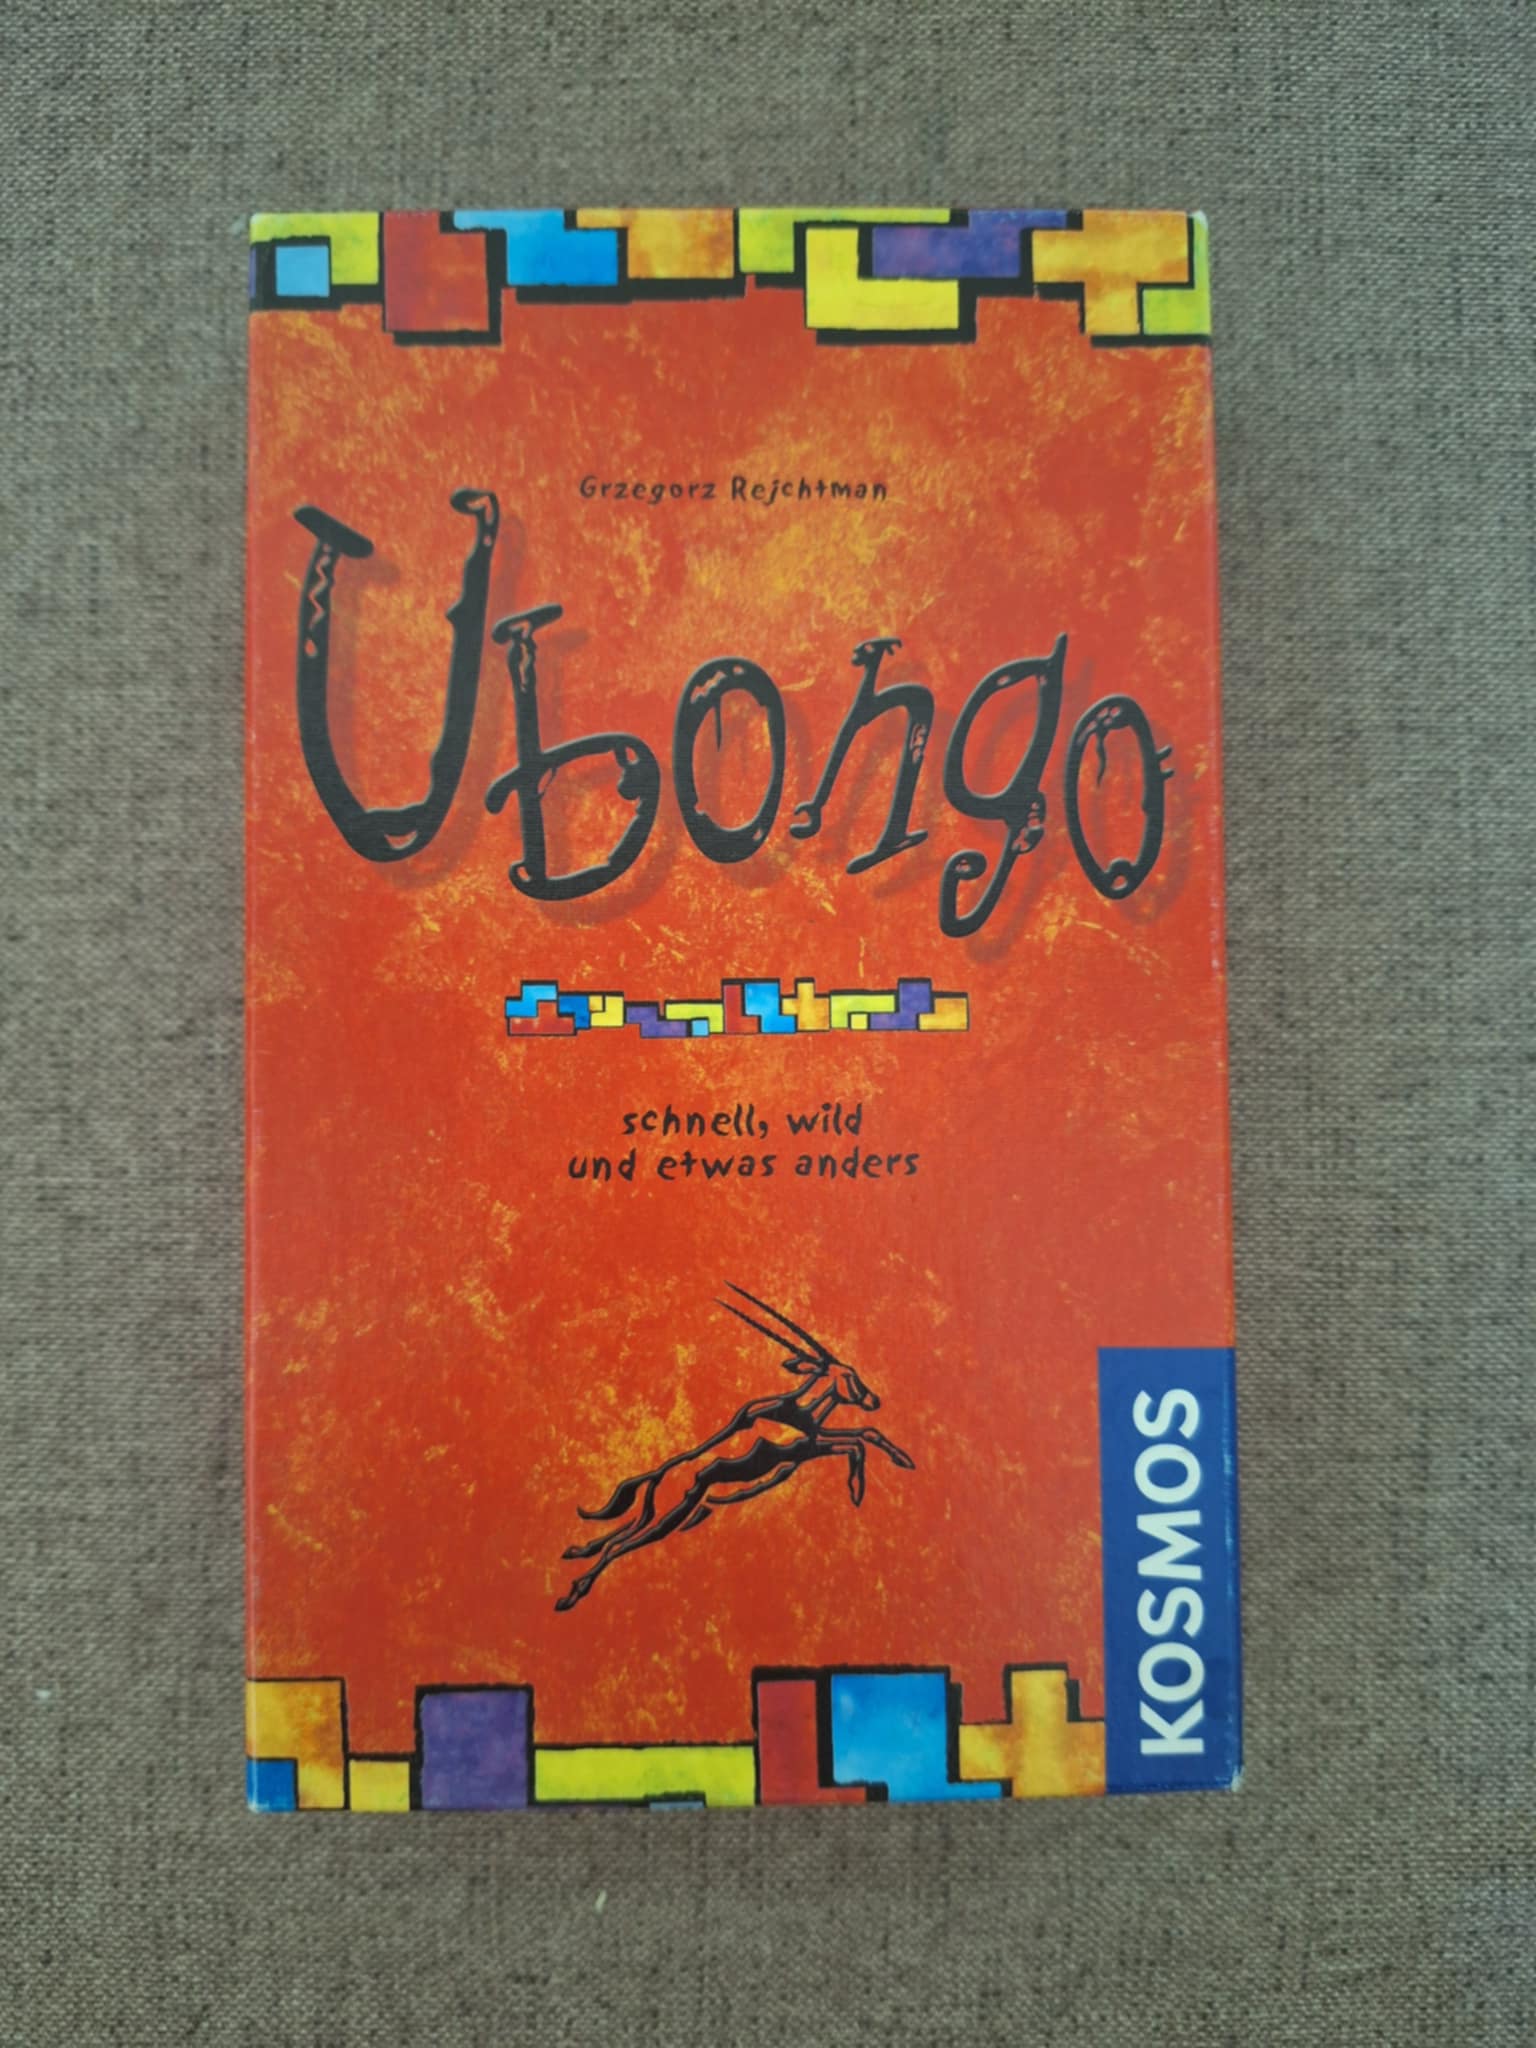 Grzegorz Rejchtman
Ubongo
schnell, wild
und etwas anders
KOSMOS